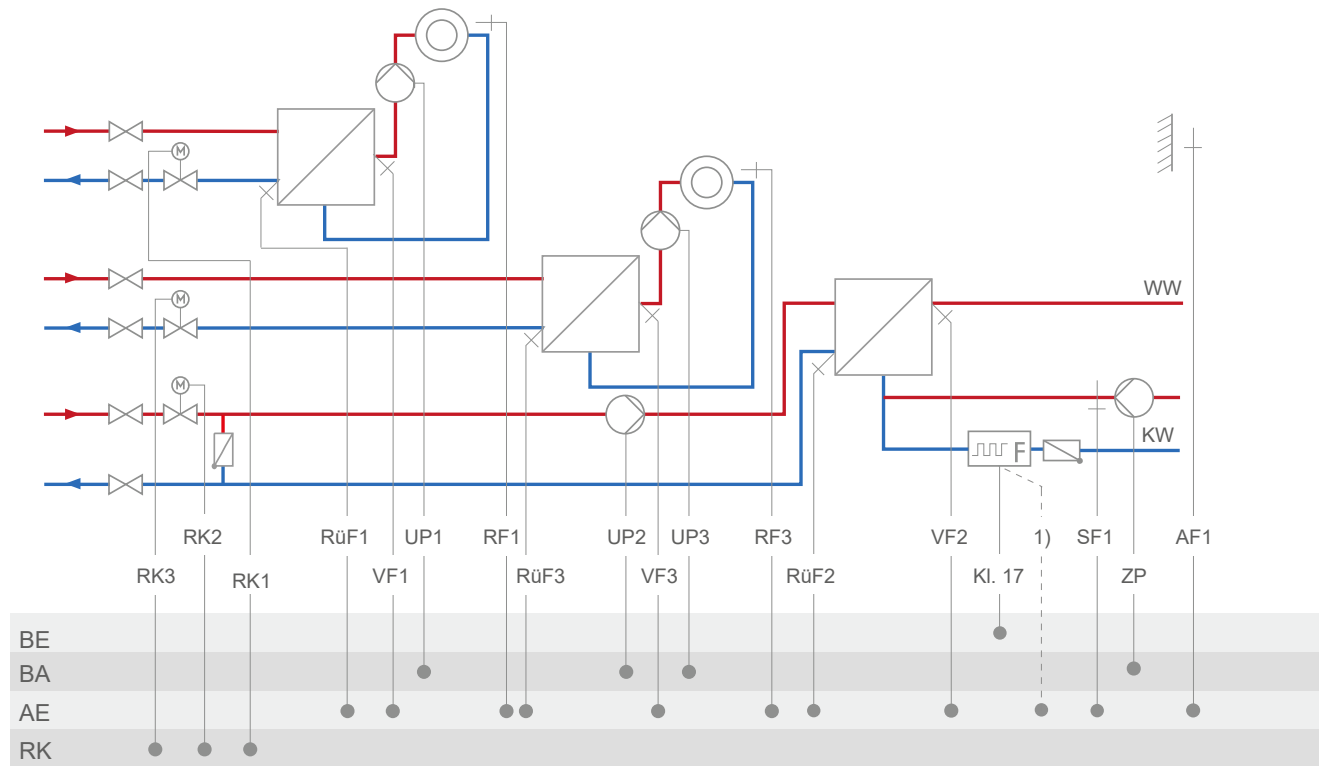 M
M
WW
M
F
KW
RK2 RüF1 UP1 RF1 UP2 UP3 RF3 VF2 1) SF1 AF1
RK3 RK1 VF1 RüF3 VF3 RüF2 Kl. 17 ZP
BE
BA
AE
RK